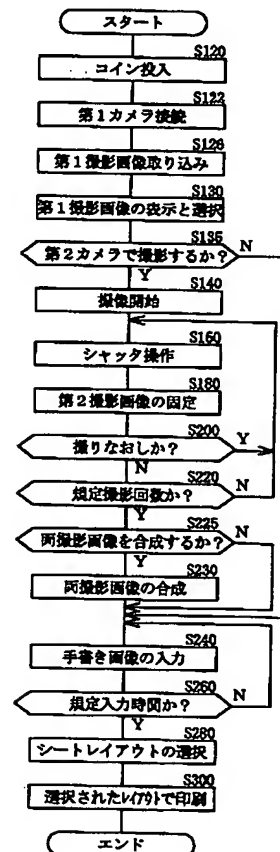 スタート
S120
コイン投入
S122
第1カメラ接続
S126
第1撮影画像取り込み
S130
第1撮影画像の表示と選択
S135
第2カメラで撮影するか?
N
Y
S140
撮像開始
S160
シャッタ操作
S180
第2撮影画像の固定
S200
撮りなおしか?
Y
N
S220
規定撮影回数か?
N
Y
S225
両撮影画像を合成するか?
N
Y
S230
両撮影画像の合成
S240
手書き画像の入力
S260
規定入力時間か?
N
Y
S280
シートレイアウトの選択
S300
選択されたレイアウトで印刷
エンド